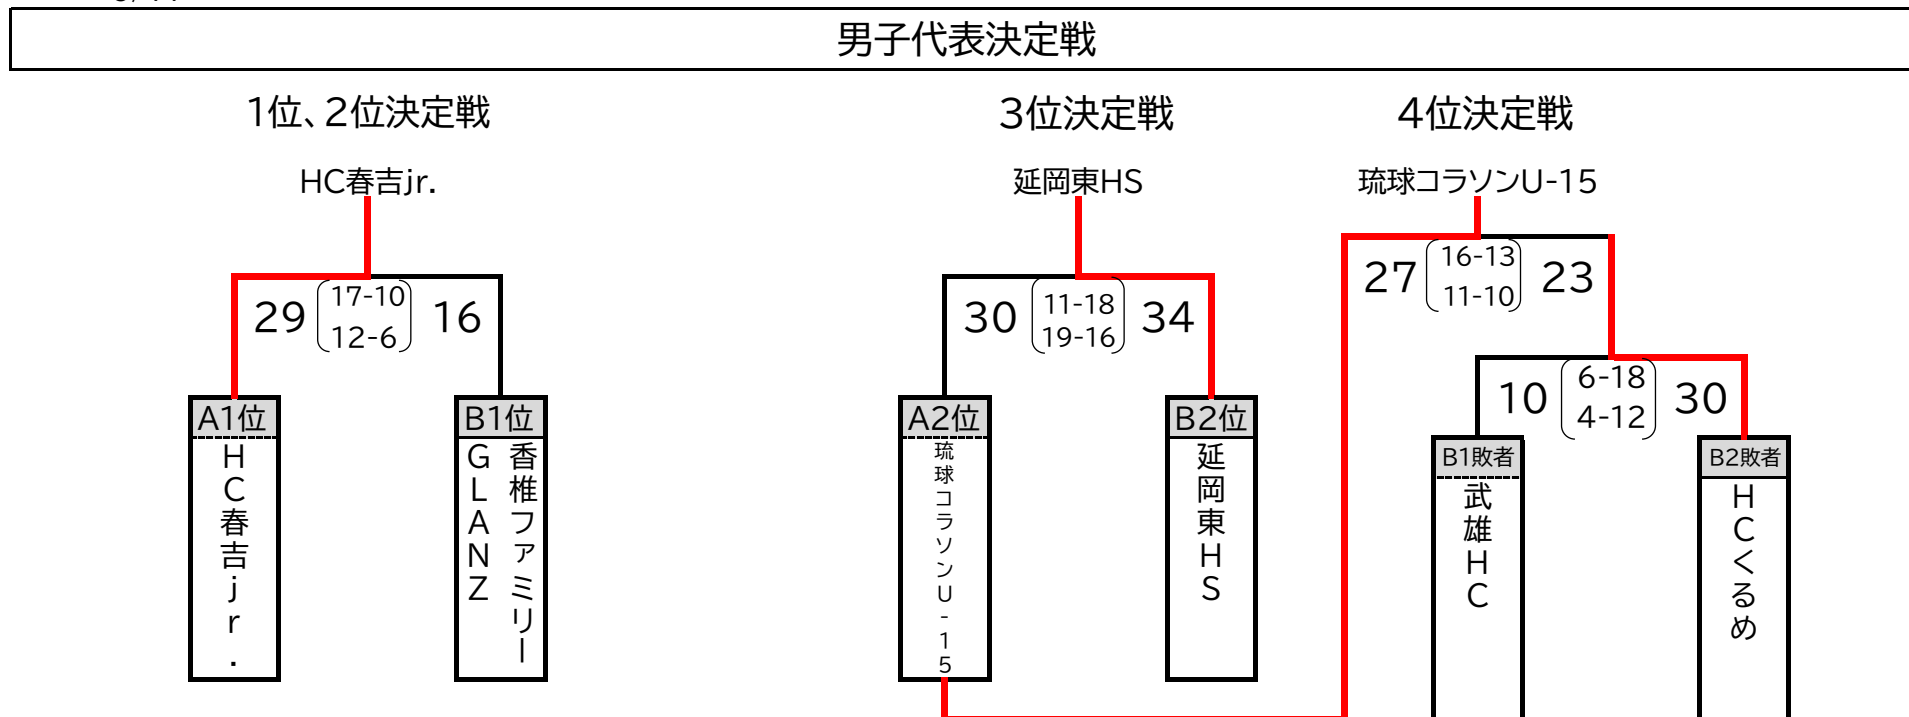 男子代表決定戦
1位、2位決定戦
3位決定戦
4位決定戦
HC春吉jr.
延岡東HS
琉球コラソンU-15
27
16-13
11-10
23
29
17-10
12-6
16
30
11-18
19-16
34
10
6-18
4-12
30
A1位
HC春吉jr.
B1位
香椎ファミリー
GLANZ
A2位
琉球コラソンU-15
B2位
延岡東HS
B1敗者
武雄HC
B2敗者
HCくるめ